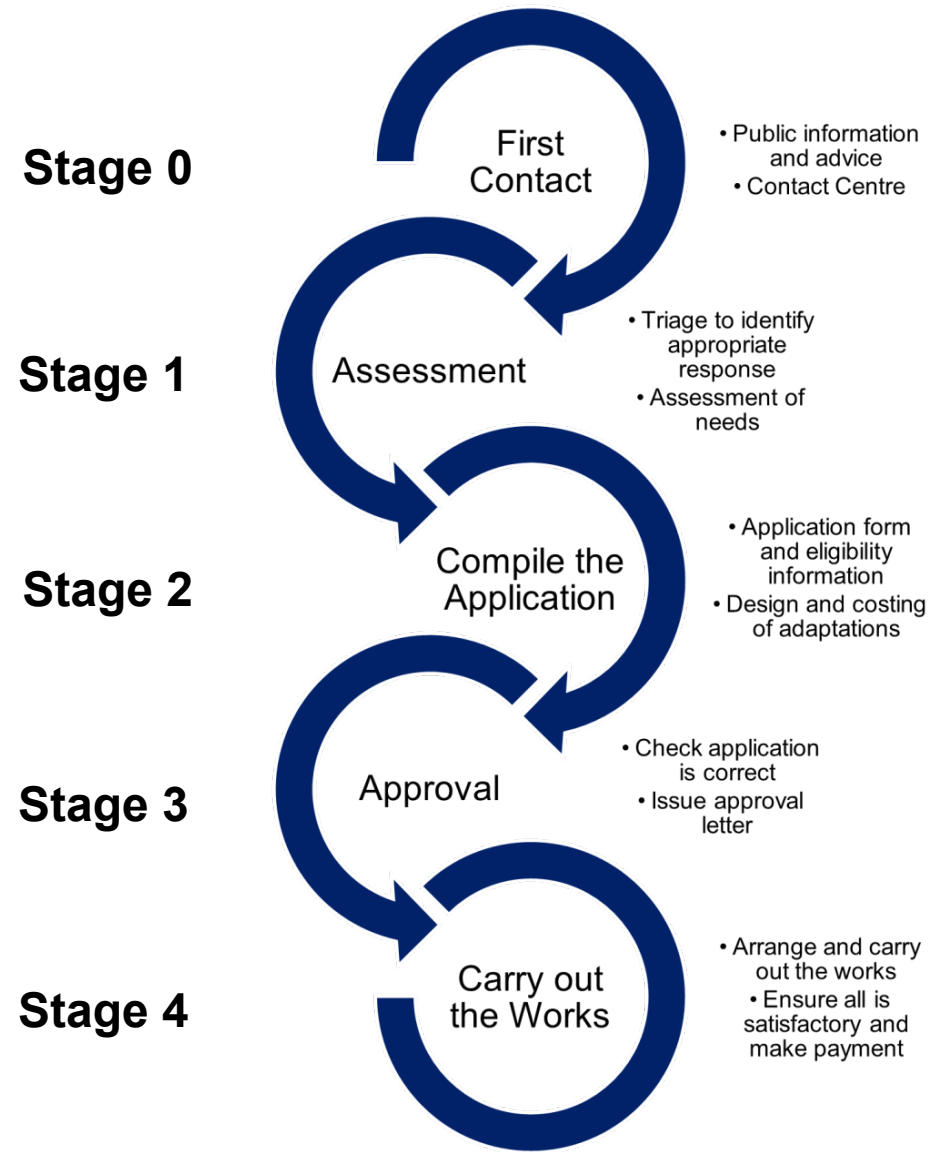 Stage 0
First
Contact
• Public information
and advice
• Contact Centre
Stage 1
Assessment
• Triage to identify
appropriate
response
• Assessment of
needs
Stage 2
Compile the
Application
• Application form
and eligibility
information
• Design and costing
of adaptations
Stage 3
Approval
• Check application
is correct
• Issue approval
letter
Stage 4
Carry out
the Works
• Arrange and carry
out the works
• Ensure all is
satisfactory and
make payment